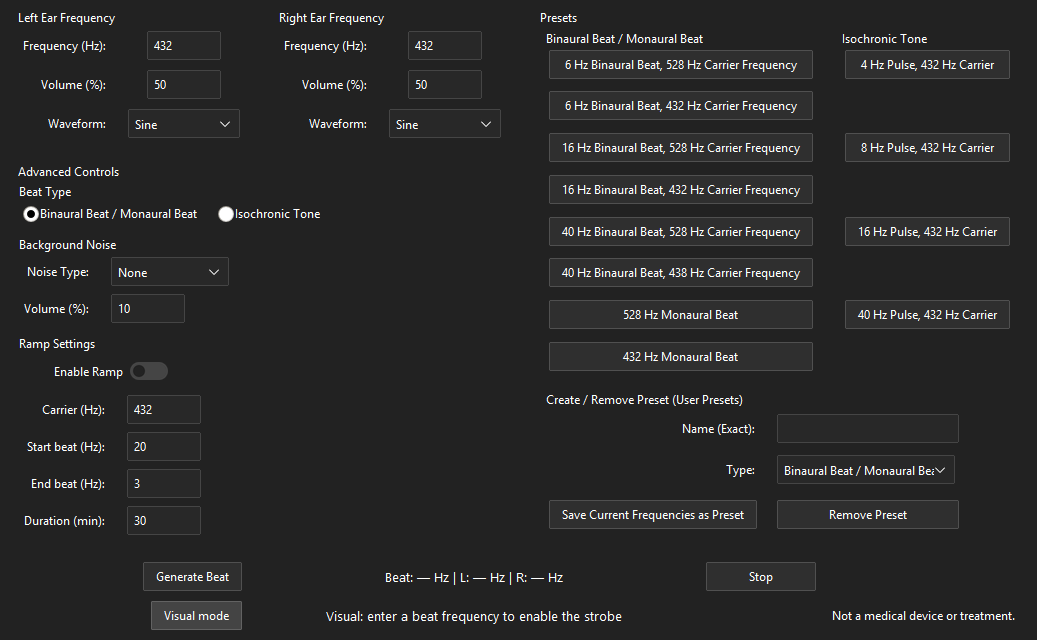 Left Ear Frequency
Frequency (Hz): 432
Volume (%): 50
Waveform: Sine
Right Ear Frequency
Frequency (Hz): 432
Volume (%): 50
Waveform: Sine
Advanced Controls
Beat Type
Binaural Beat / Monaural Beat
Isochronic Tone
Background Noise
Noise Type: None
Volume (%): 10
Ramp Settings
Enable Ramp
Carrier (Hz): 432
Start beat (Hz): 20
End beat (Hz): 3
Duration (min): 30
Presets
Binaural Beat / Monaural Beat
6 Hz Binaural Beat, 528 Hz Carrier Frequency
6 Hz Binaural Beat, 432 Hz Carrier Frequency
16 Hz Binaural Beat, 528 Hz Carrier Frequency
16 Hz Binaural Beat, 432 Hz Carrier Frequency
40 Hz Binaural Beat, 528 Hz Carrier Frequency
40 Hz Binaural Beat, 438 Hz Carrier Frequency
528 Hz Monaural Beat
432 Hz Monaural Beat
Isochronic Tone
4 Hz Pulse, 432 Hz Carrier
8 Hz Pulse, 432 Hz Carrier
16 Hz Pulse, 432 Hz Carrier
40 Hz Pulse, 432 Hz Carrier
Create / Remove Preset (User Presets)
Name (Exact):
Type: Binaural Beat / Monaural Bea
Save Current Frequencies as Preset
Remove Preset
Generate Beat
Beat: — Hz | L: — Hz | R: — Hz
Stop
Visual mode
Visual: enter a beat frequency to enable the strobe
Not a medical device or treatment.